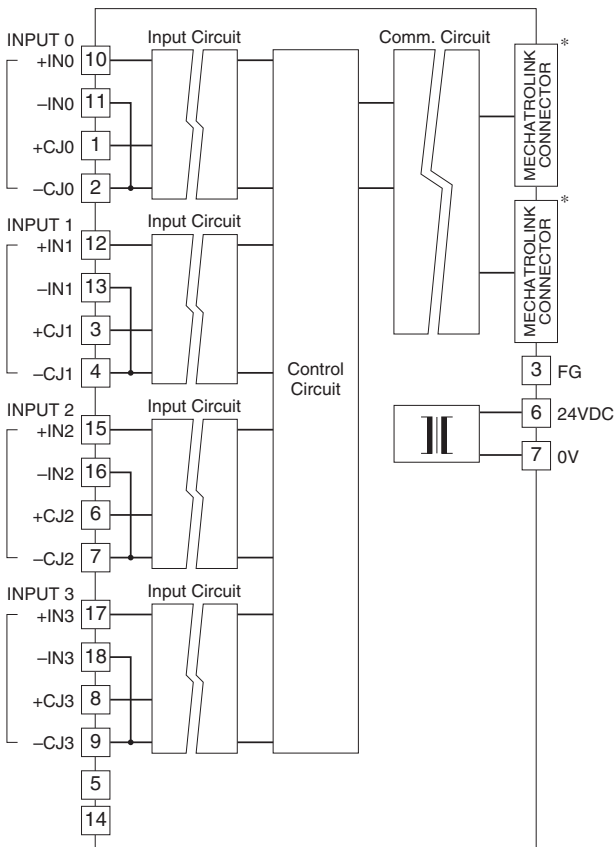 INPUT 0 Input Circuit Comm. Circuit *
+IN0 10
–IN0 11
+CJ0 1
–CJ0 2
MECHATROLINK
CONNECTOR
INPUT 1 Input Circuit *
+IN1 12
–IN1 13
+CJ1 3
–CJ1 4
MECHATROLINK
CONNECTOR
Control
Circuit
3 FG
6 24VDC
7 0V
INPUT 2 Input Circuit
+IN2 15
–IN2 16
+CJ2 6
–CJ2 7
INPUT 3 Input Circuit
+IN3 17
–IN3 18
+CJ3 8
–CJ3 9
5
14